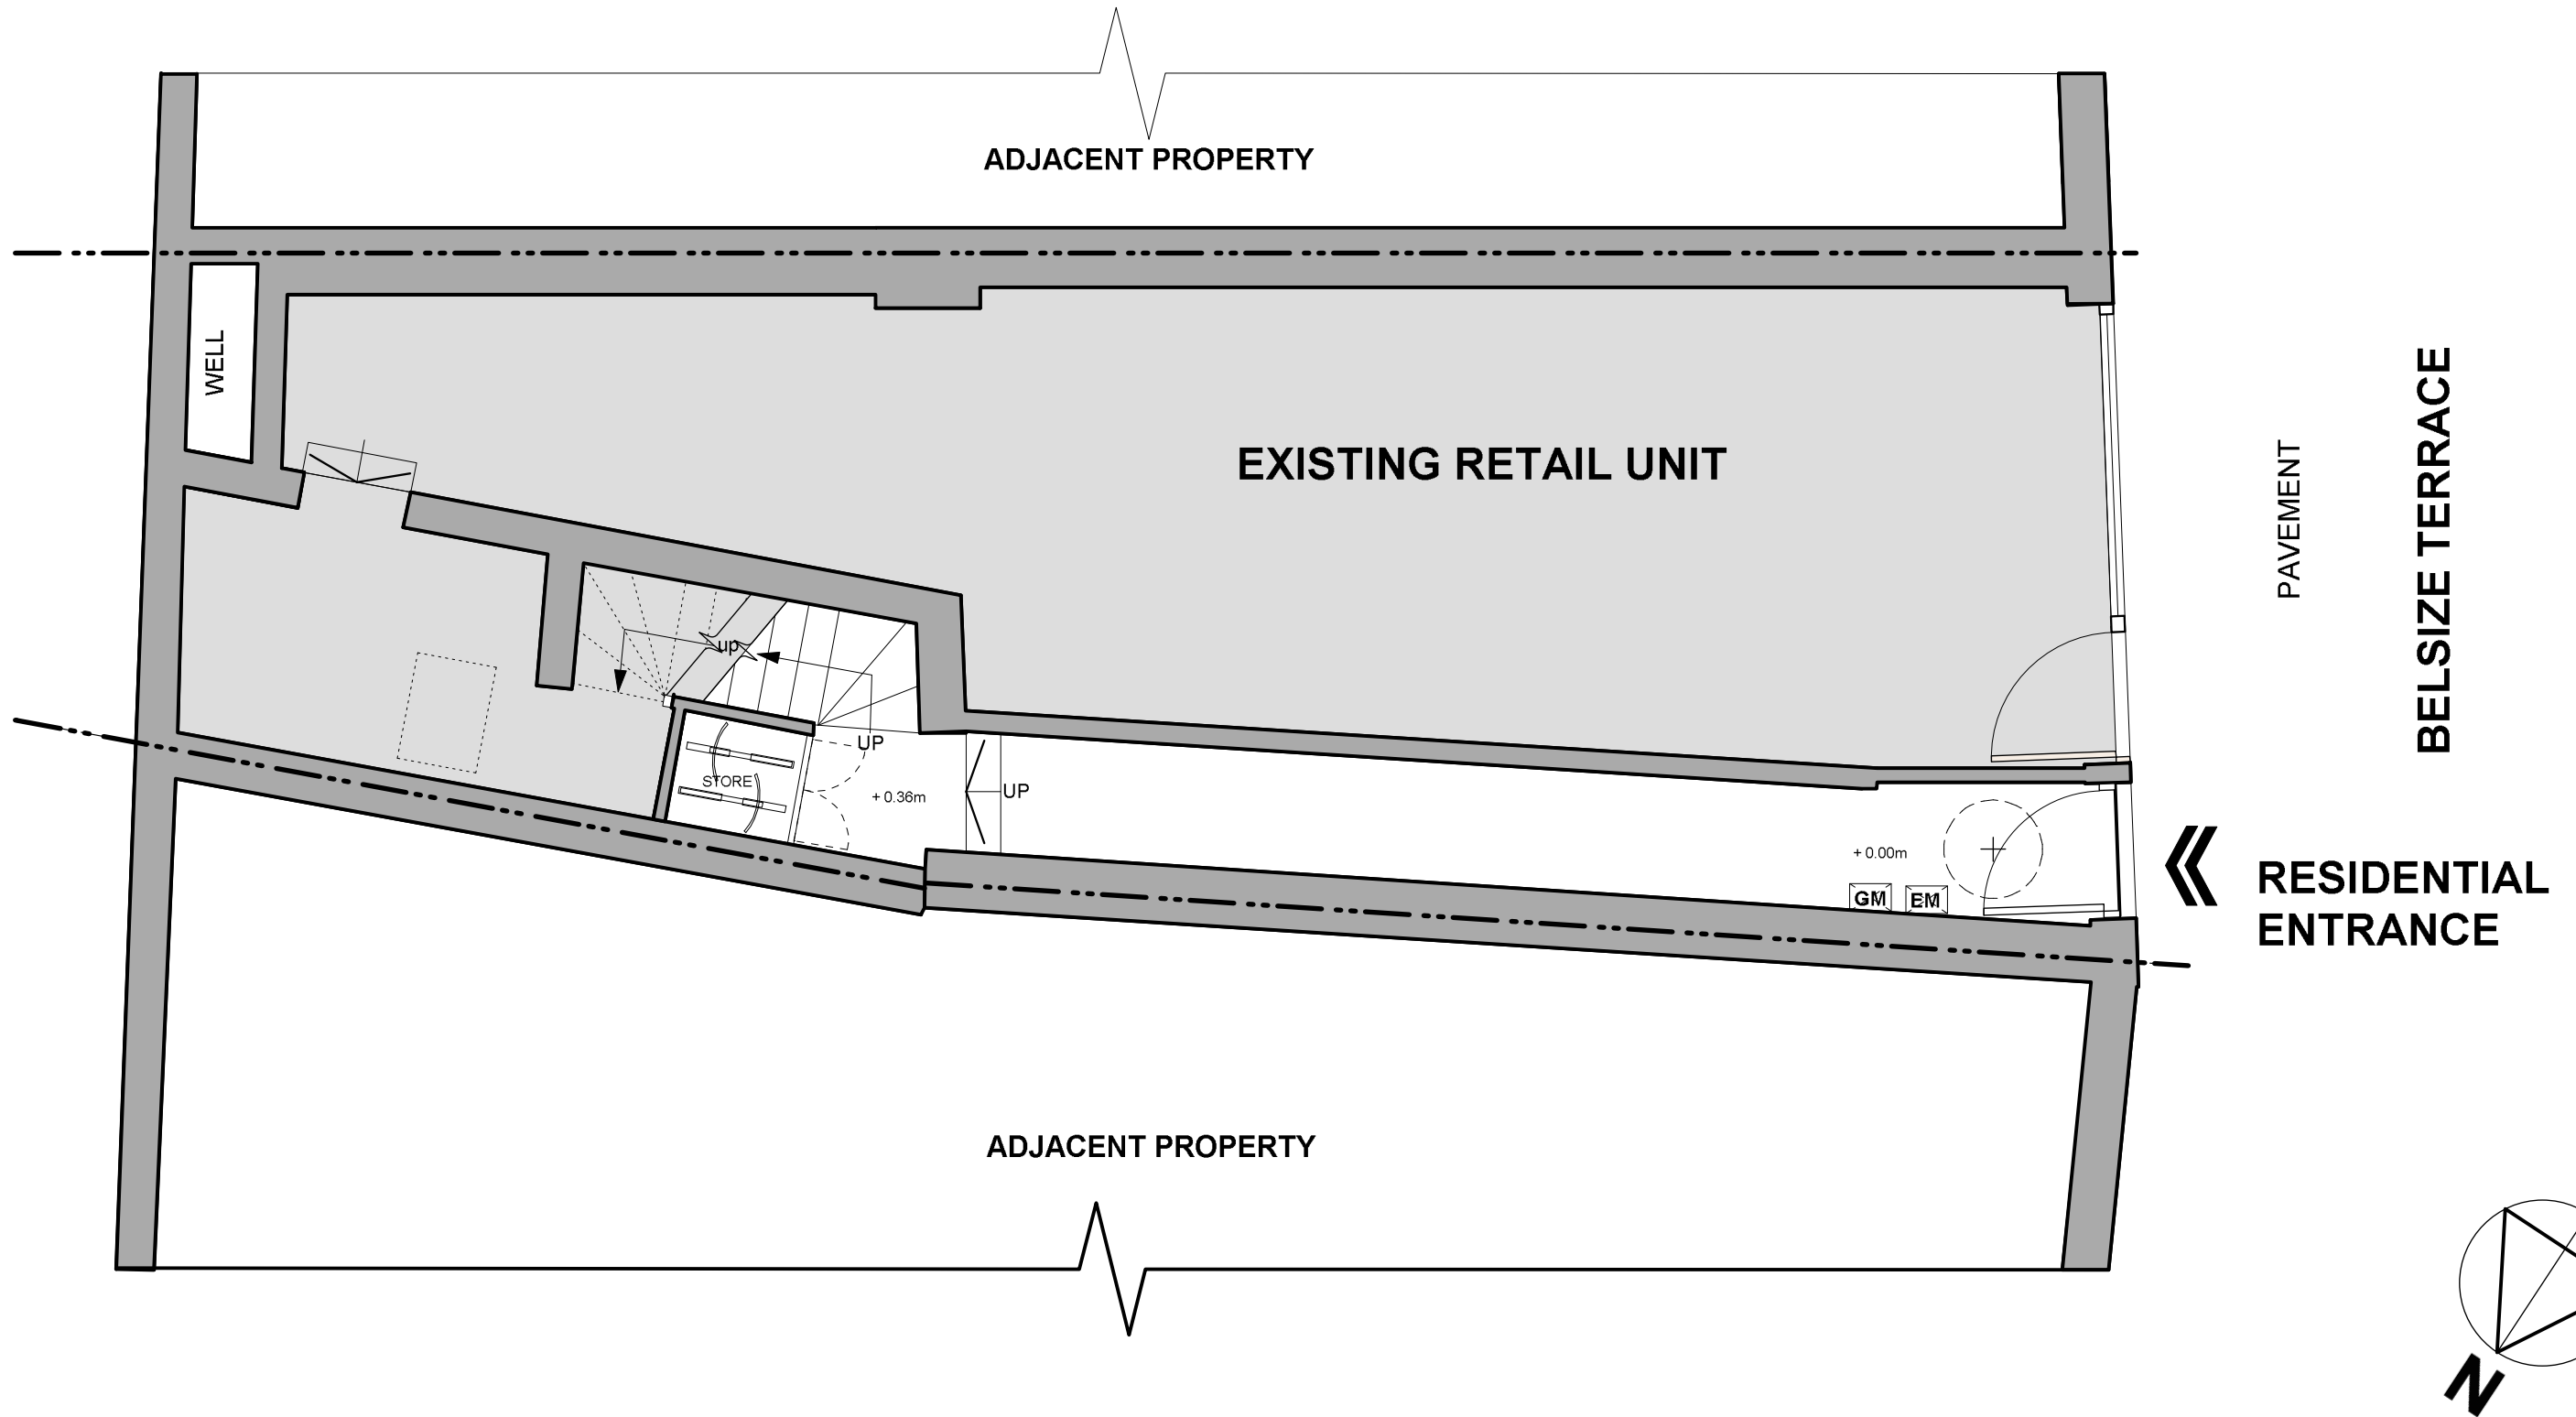 ADJACENT PROPERTY
WELL
EXISTING RETAIL UNIT
PAVEMENT
BELSIZE TERRACE
up
UP
STORE
+ 0.36m
UP
+ 0.00m
GM
EM
RESIDENTIAL
ENTRANCE
ADJACENT PROPERTY
N